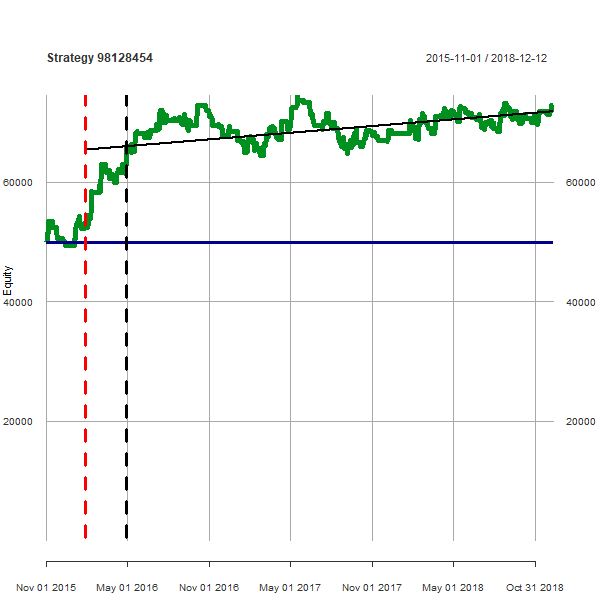 Strategy 98128454
2015-11-01 / 2018-12-12
60000
60000
Equity
40000
40000
20000
20000
Nov 01 2015
May 01 2016
Nov 01 2016
May 01 2017
Nov 01 2017
May 01 2018
Oct 31 2018